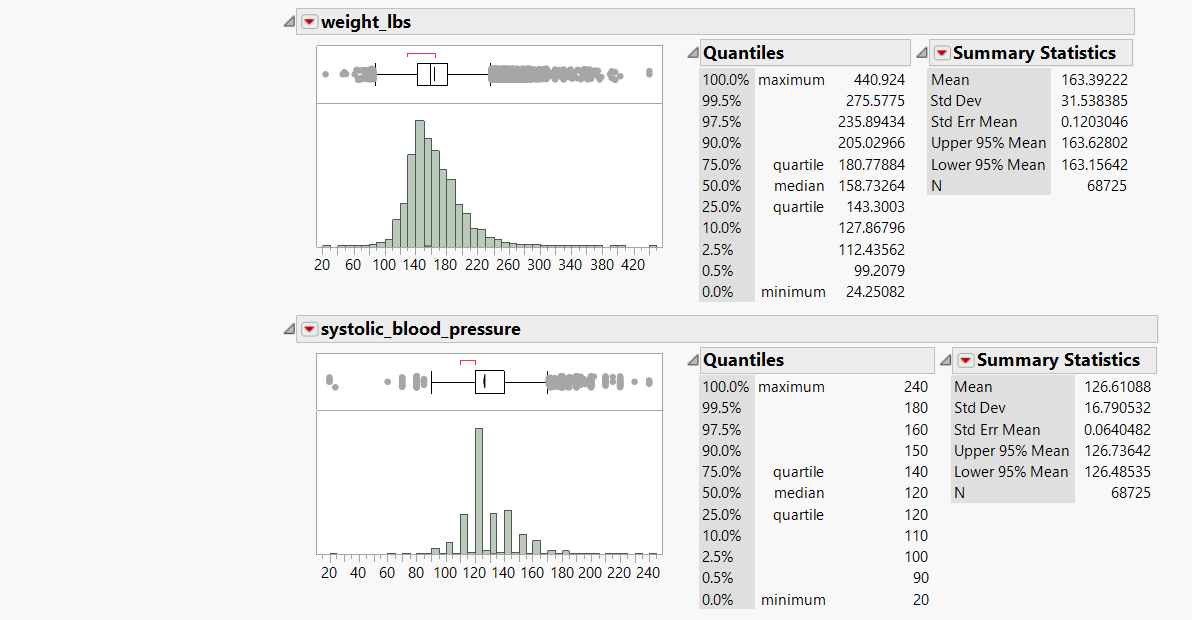 weight_lbs
20 60 100 140 180 220 260 300 340 380 420
Quantiles
100.0% maximum 440.924
99.5% 275.5775
97.5% 235.89434
90.0% 205.02966
75.0% quartile 180.77884
50.0% median 158.73264
25.0% quartile 143.3003
10.0% 127.86796
2.5% 112.43562
0.5% 99.2079
0.0% minimum 24.25082
Summary Statistics
Mean 163.39222
Std Dev 31.538385
Std Err Mean 0.1203046
Upper 95% Mean 163.62802
Lower 95% Mean 163.15642
N 68725
systolic_blood_pressure
20 40 60 80 100 120 140 160 180 200 220 240
Quantiles
100.0% maximum 240
99.5% 180
97.5% 160
90.0% 150
75.0% quartile 140
50.0% median 120
25.0% quartile 120
10.0% 110
2.5% 100
0.5% 90
0.0% minimum 20
Summary Statistics
Mean 126.61088
Std Dev 16.790532
Std Err Mean 0.0640482
Upper 95% Mean 126.73642
Lower 95% Mean 126.48535
N 68725